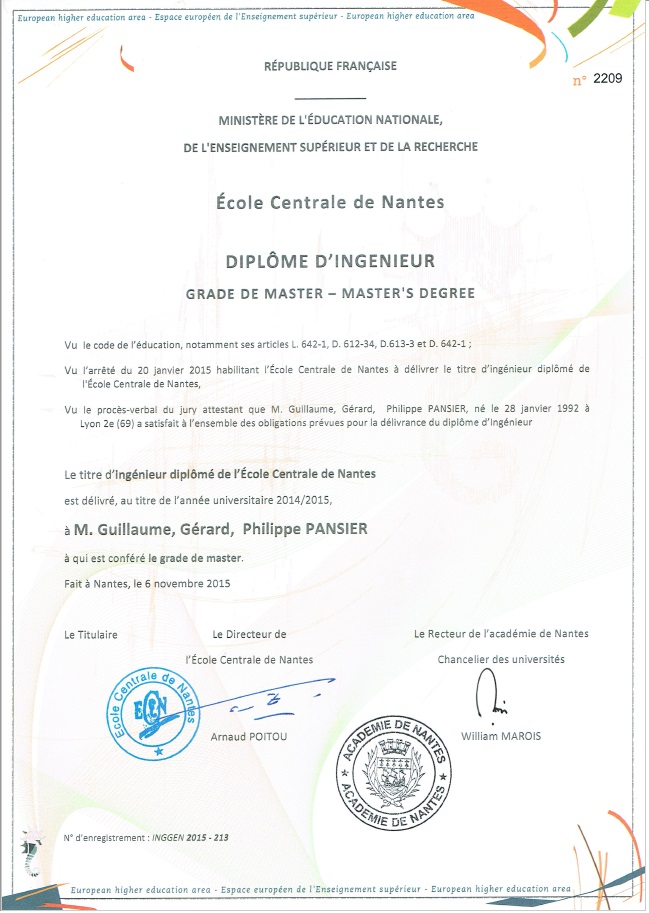 European higher education area - Espace européen de l'Enseignement supérieur - European higher education area
n° 2209
RÉPUBLIQUE FRANÇAISE
MINISTÈRE DE L'ÉDUCATION NATIONALE,
DE L'ENSEIGNEMENT SUPÉRIEUR ET DE LA RECHERCHE
École Centrale de Nantes
DIPLÔME D'INGENIEUR
GRADE DE MASTER – MASTER'S DEGREE
Vu le code de l'éducation, notamment ses articles L. 642-1, D. 612-34, D.613-3 et D. 642-1 ;
Vu l'arrêté du 20 janvier 2015 habilitant l'École Centrale de Nantes à délivrer le titre d'ingénieur diplômé de
l'École Centrale de Nantes,
Vu le procès-verbal du jury attestant que M. Guillaume, Gérard, Philippe PANSIER, né le 28 janvier 1992 à
Lyon 2e (69) a satisfait à l'ensemble des obligations prévues pour la délivrance du diplôme d'Ingénieur
Le titre d'ingénieur diplômé de l'École Centrale de Nantes
est délivré, au titre de l'année universitaire 2014/2015,
à M. Guillaume, Gérard, Philippe PANSIER
à qui est conféré le grade de master.
Fait à Nantes, le 6 novembre 2015
Le Titulaire
Le Directeur de
l'École Centrale de Nantes
Le Recteur de l'académie de Nantes
Chancelier des universités
Ecole Centrale de Nantes
ECN
Arnaud POITOU
William MAROIS
ACADEMIE DE NANTES
ACADEMIE DE NANTES
N° d'enregistrement : INGGEN 2015 - 213
European higher education area - Espace européen de l'Enseignement supérieur - European higher education area